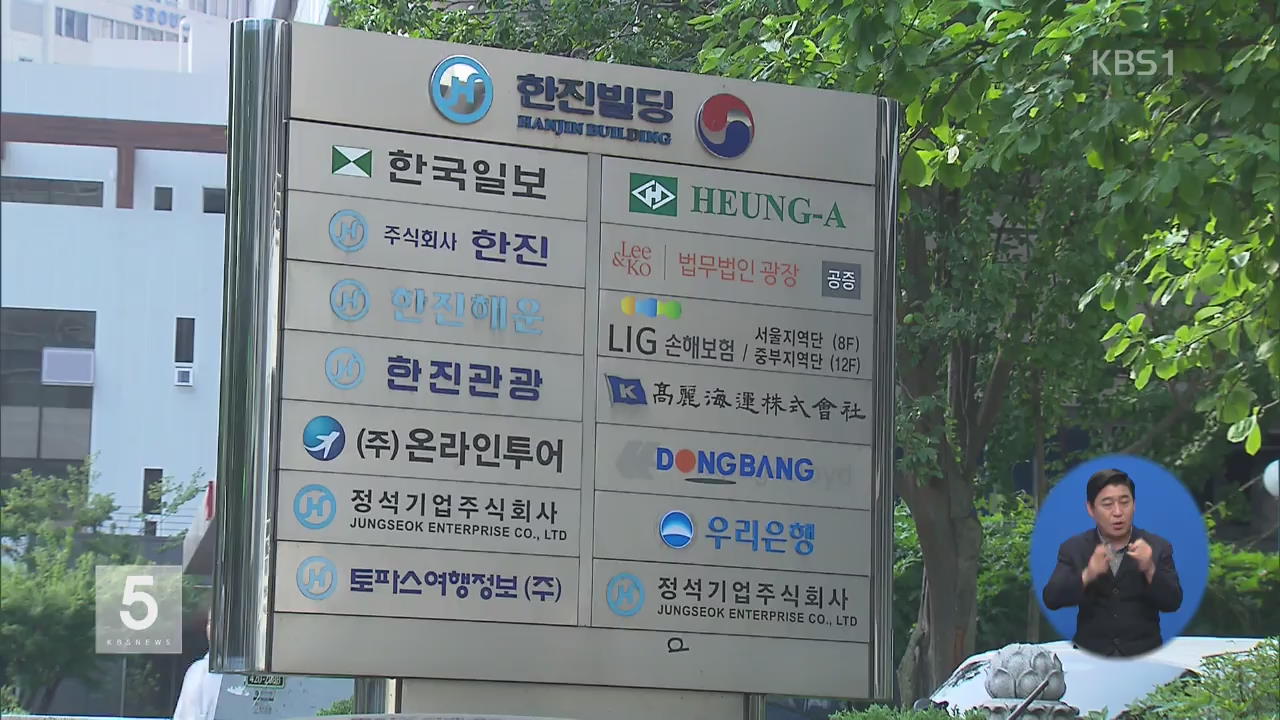 SEOUL
KBS1
한진빌딩
HANJIN BUILDING
한국일보
주식회사 한진
한진해운
한진관광
(주)온라인투어
정석기업주식회사
JUNGSEOK ENTERPRISE CO., LTD
토파스여행정보(주)
HEUNG-A
Lee &Ko 법무법인 광장 공증
LIG 손해보험 / 서울지역단 (8F)
중부지역단 (12F)
K 高麗海運株式會社
DONGBANG
우리은행
정석기업주식회사
JUNGSEOK ENTERPRISE CO., LTD
5
KBS NEWS